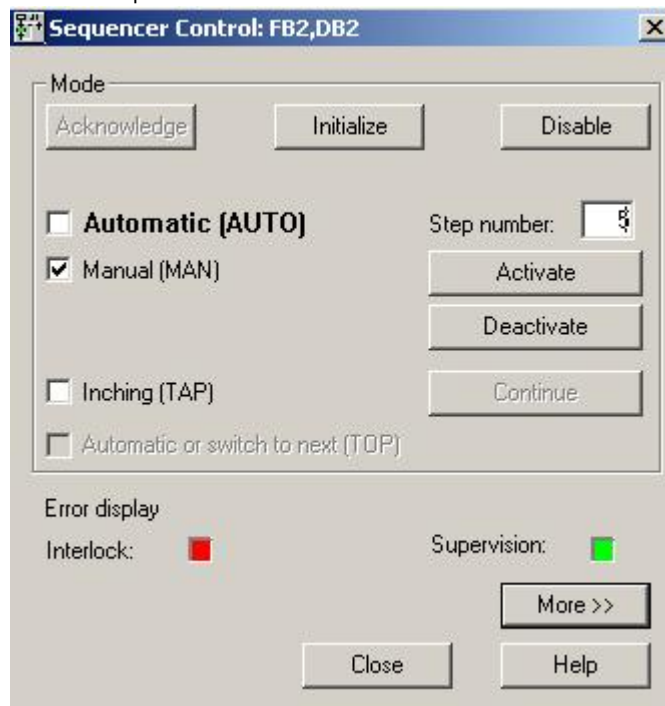 Sequencer Control: FB2,DB2
Mode
Acknowledge Initialize Disable
Automatic (AUTO) Step number: 5
Manual (MAN) Activate
Deactivate
Inching (TAP) Continue
Automatic or switch to next (TOP)
Error display
Interlock: Supervision:
More >>
Close Help